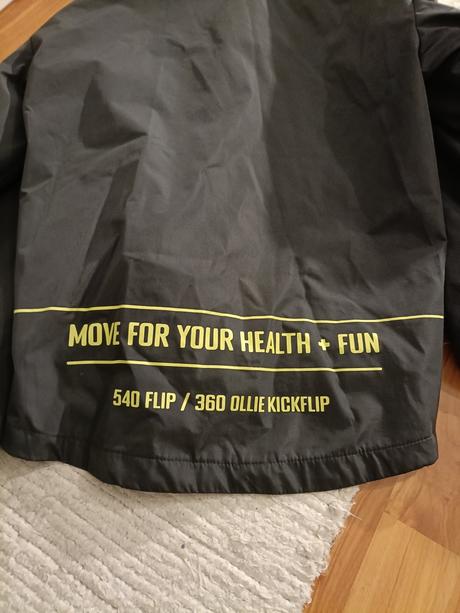 MOVE FOR YOUR HEALTH + FUN
540 FLIP / 360 OLLIE KICKFLIP